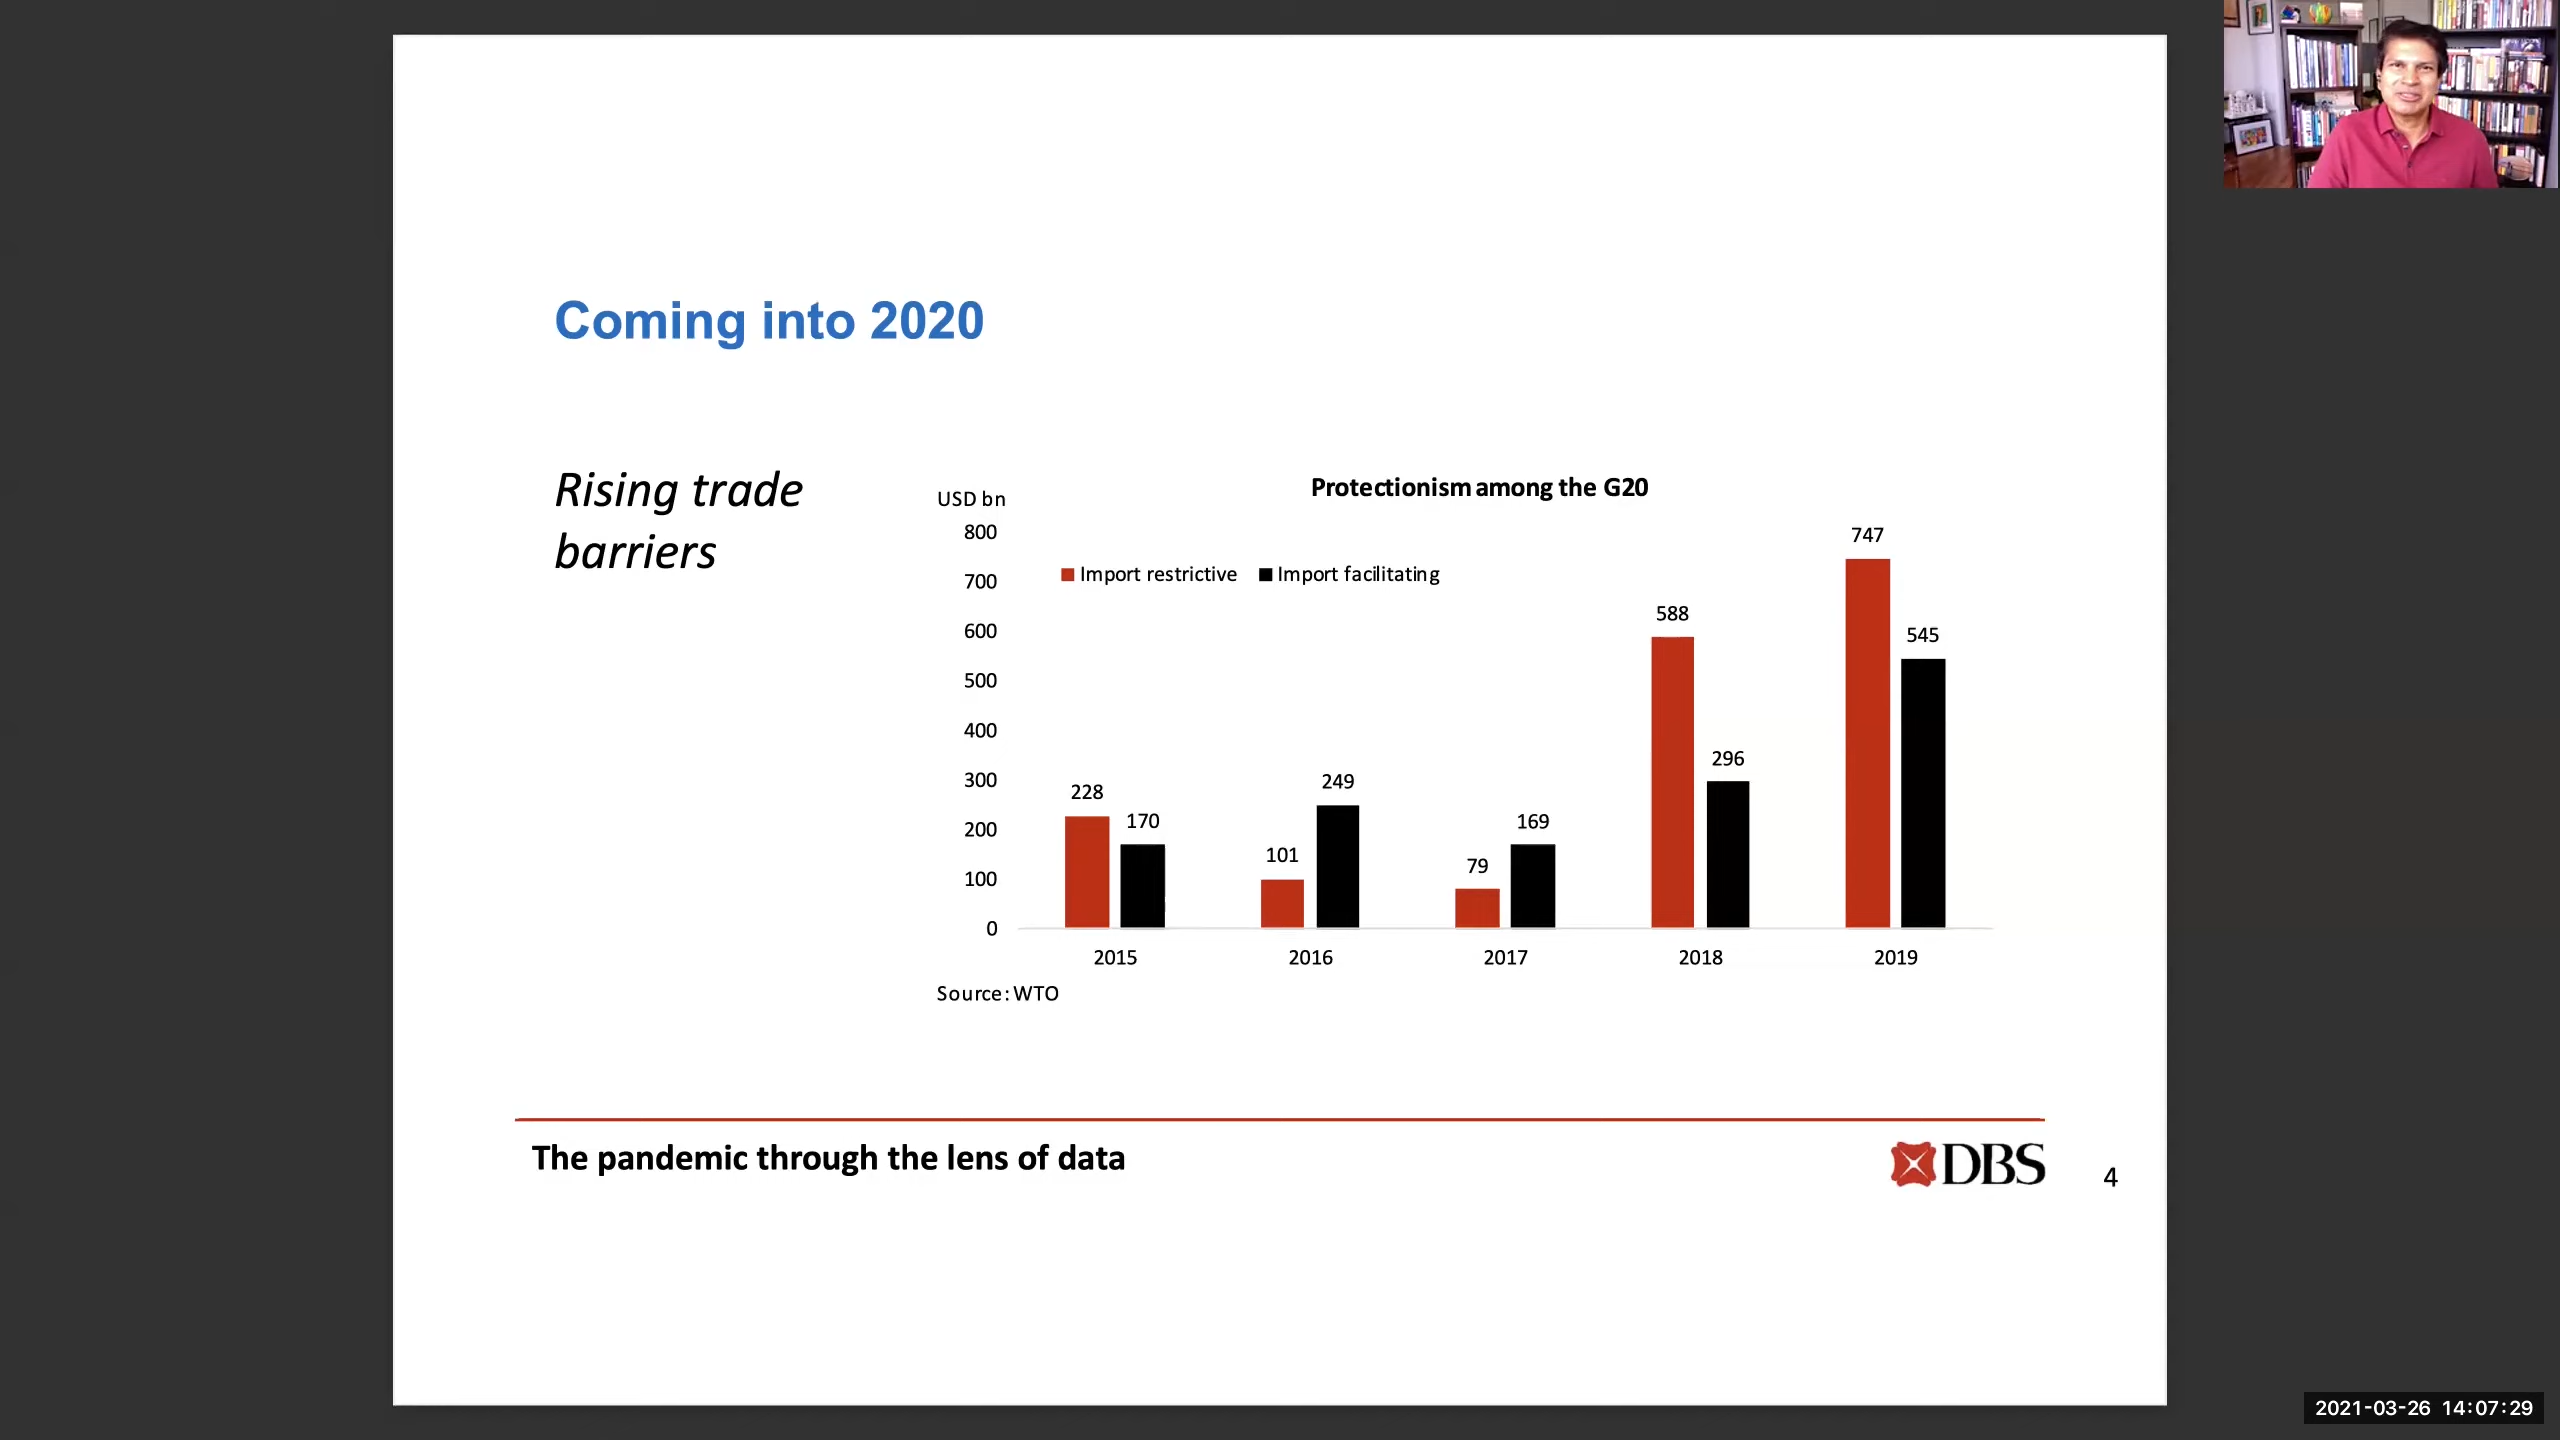 Coming into 2020
Rising trade
barriers
Protectionism among the G20
USD bn
800
700
600
500
400
300
200
100
0
Import restrictive Import facilitating
228
170
101
249
79
169
588
296
747
545
2015 2016 2017 2018 2019
Source: WTO
The pandemic through the lens of data
DBS
4
2021-03-26 14:07:29